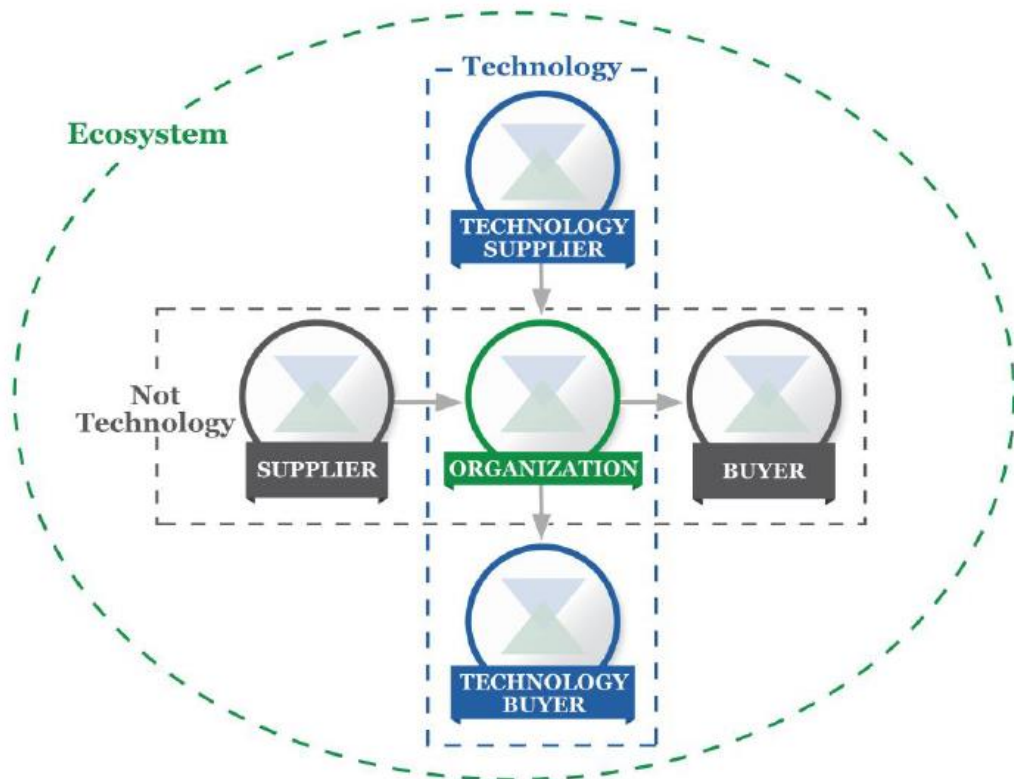 Technology
Ecosystem
TECHNOLOGY
SUPPLIER
Not
Technology
SUPPLIER
ORGANIZATION
BUYER
TECHNOLOGY
BUYER